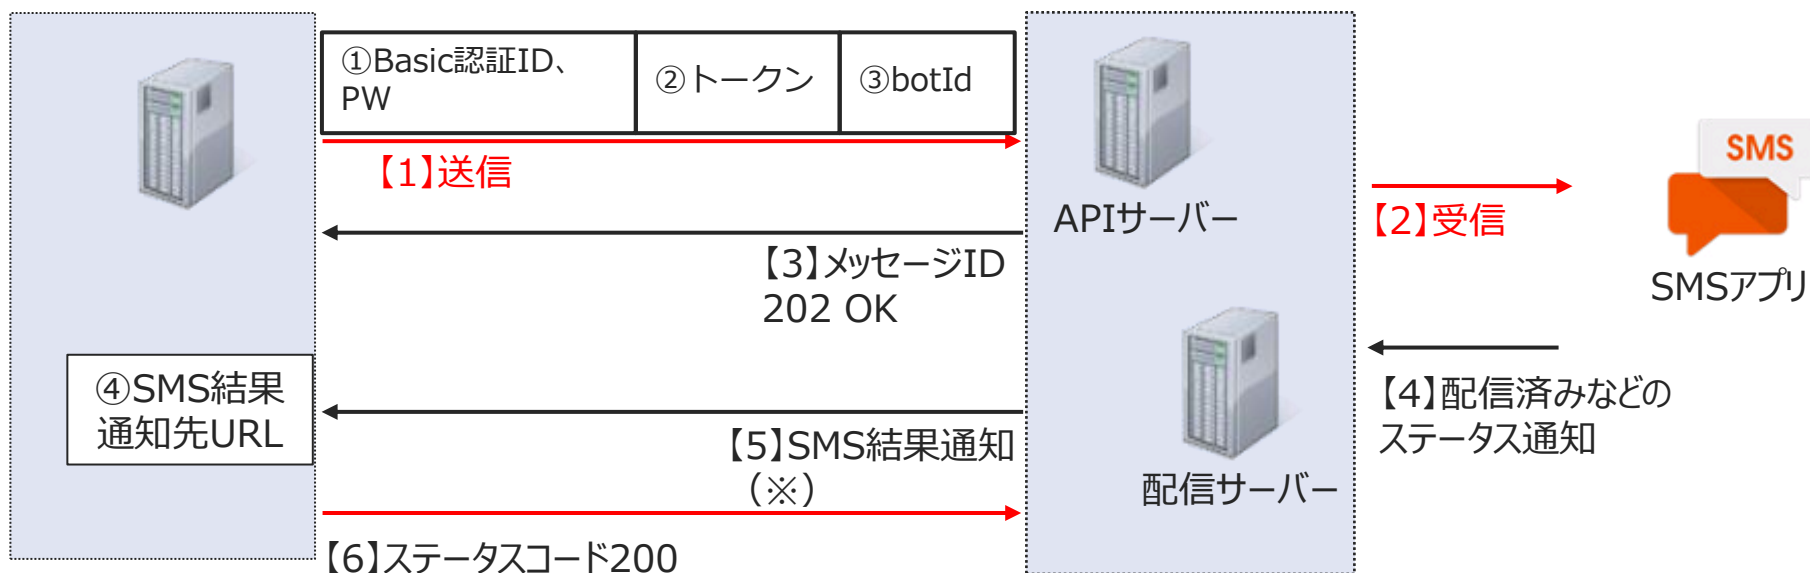 ①Basic認証ID、
PW
②トークン
③botId
【1】送信
APIサーバー
SMS
【2】受信
SMSアプリ
【3】メッセージID
202 OK
④SMS結果
通知先URL
【4】配信済みなどの
ステータス通知
【5】SMS結果通知
（※）
配信サーバー
【6】ステータスコード200